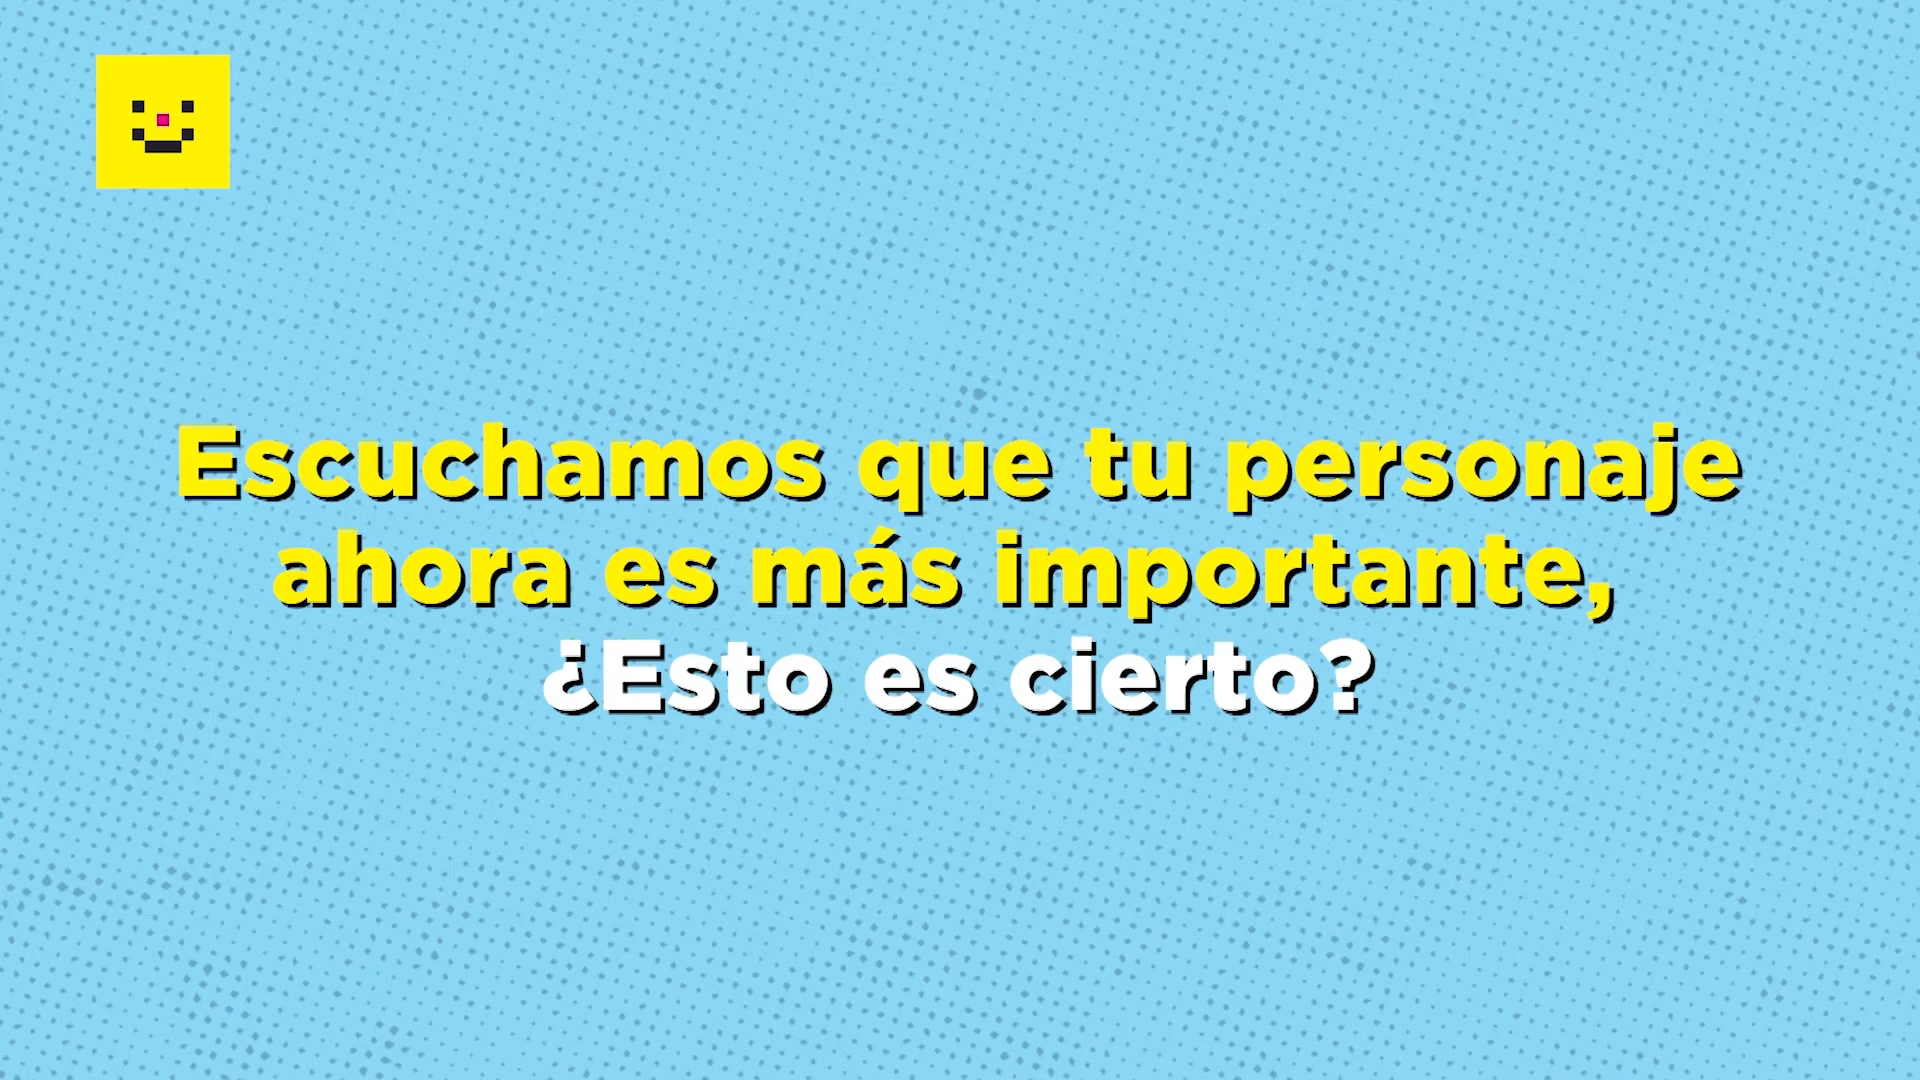 Escuchamos que tu personaje
ahora es más importante,
¿Esto es cierto?